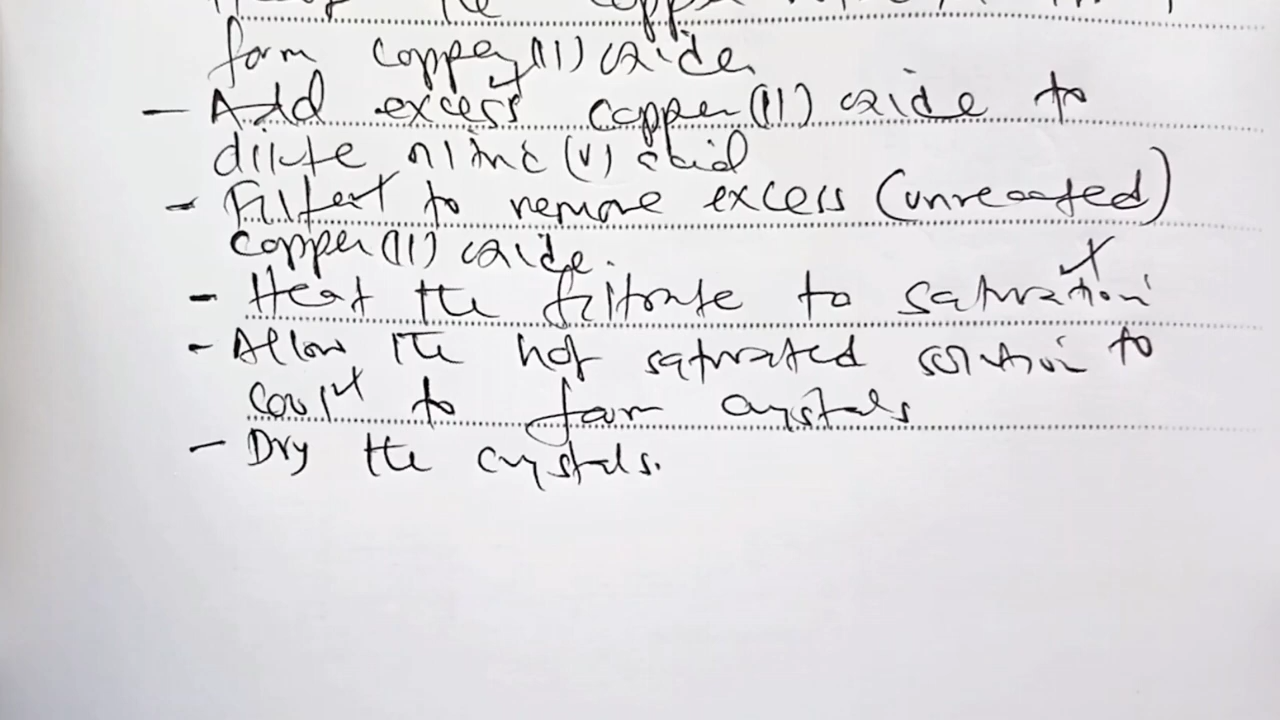 the copper
form copper(II) oxide
- Add excess copper(II) oxide to
dilute nitric (v) acid
- Filter to remove excess (unreacted)
copper(II) oxide.
- Heat the filtrate to saturation
- Allow the hot saturated solution to
cool to form crystals
- Dry the crystals.